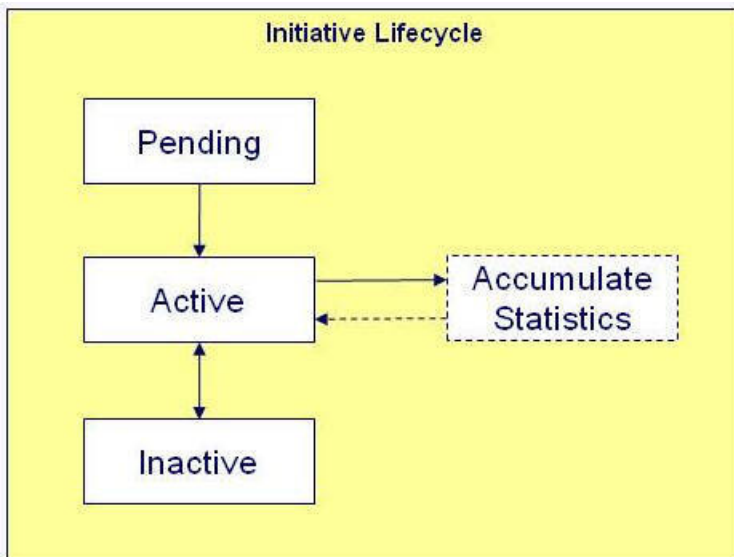 Initiative Lifecycle
Pending
Active
Accumulate
Statistics
Inactive